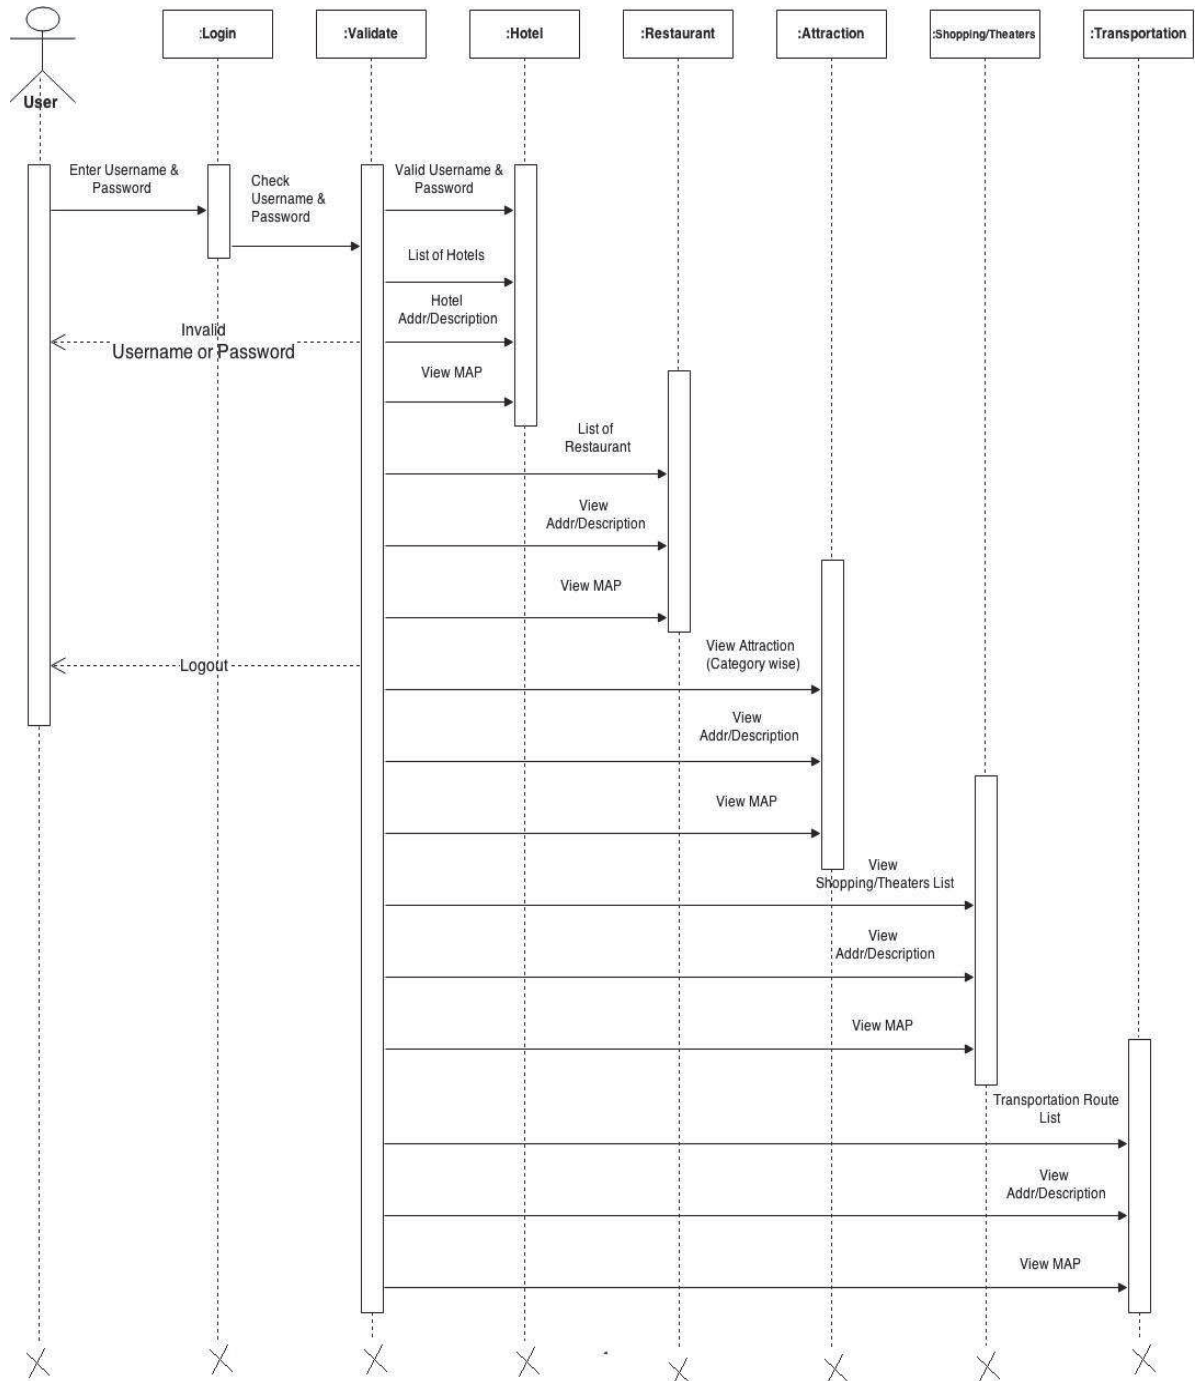 :Login
:Validate
:Hotel
:Restaurant
:Attraction
:Shopping/Theaters
:Transportation
User
Enter Username &
Password
Check
Username &
Password
Valid Username &
Password
List of Hotels
Hotel
Addr/Description
Invalid
Username or Password
View MAP
List of
Restaurant
View
Addr/Description
View MAP
View Attraction
(Category wise)
Logout
View
Addr/Description
View MAP
View
Shopping/Theaters List
View
Addr/Description
View MAP
Transportation Route
List
View
Addr/Description
View MAP